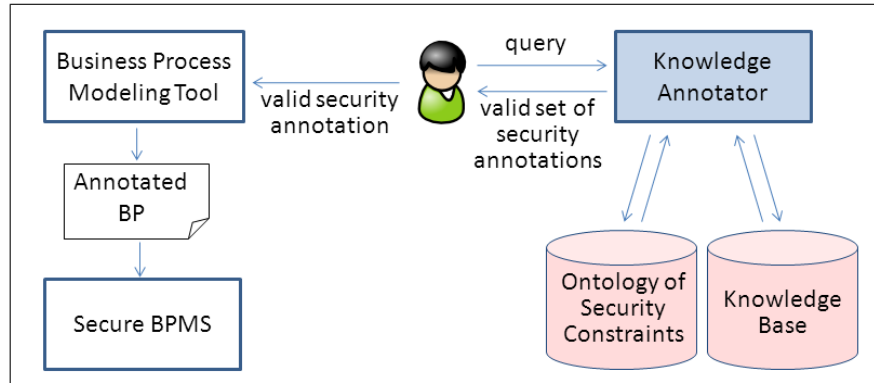 Business Process
Modeling Tool
valid security
annotation
query
valid set of
security
annotations
Knowledge
Annotator
Annotated
BP
Secure BPMS
Ontology of
Security
Constraints
Knowledge
Base